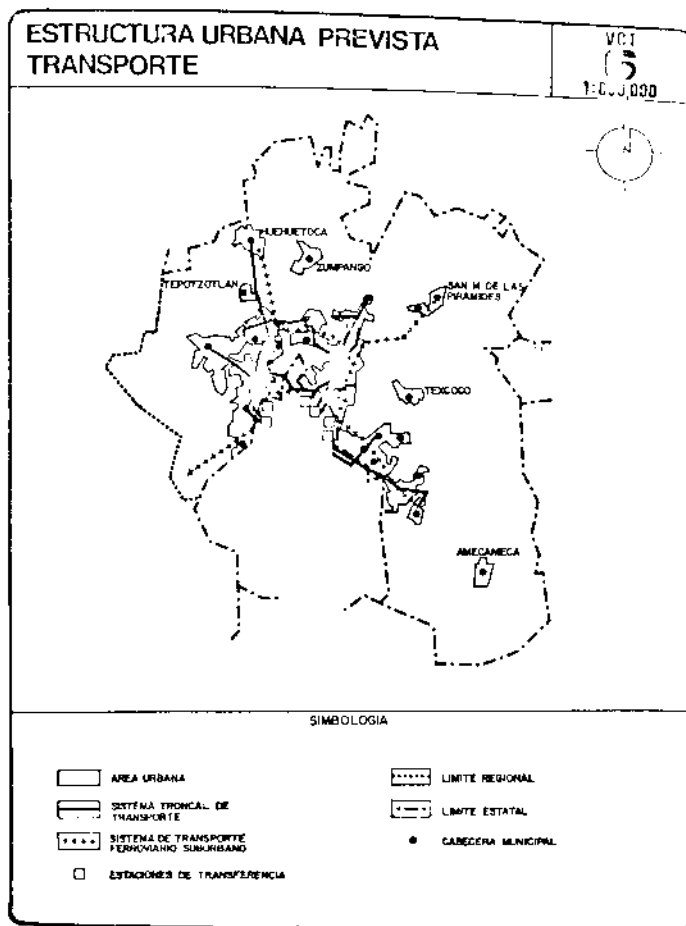 ESTRUCTURA URBANA PREVISTA
TRANSPORTE
VCT
N
HUEHUETOCA
ZUMPANGO
TEPOTZOTLAN
SAN M. DE LAS
PIRAMIDES
TEXCOCO
AMECAMECA
SIMBOLOGIA
AREA URBANA
SISTEMA TRONCAL DE
TRANSPORTE
SISTEMA DE TRANSPORTE
FERROVIARIO SUBURBANO
ESTACIONES DE TRANSFERENCIA
LIMITE REGIONAL
LIMITE ESTATAL
CABECERA MUNICIPAL